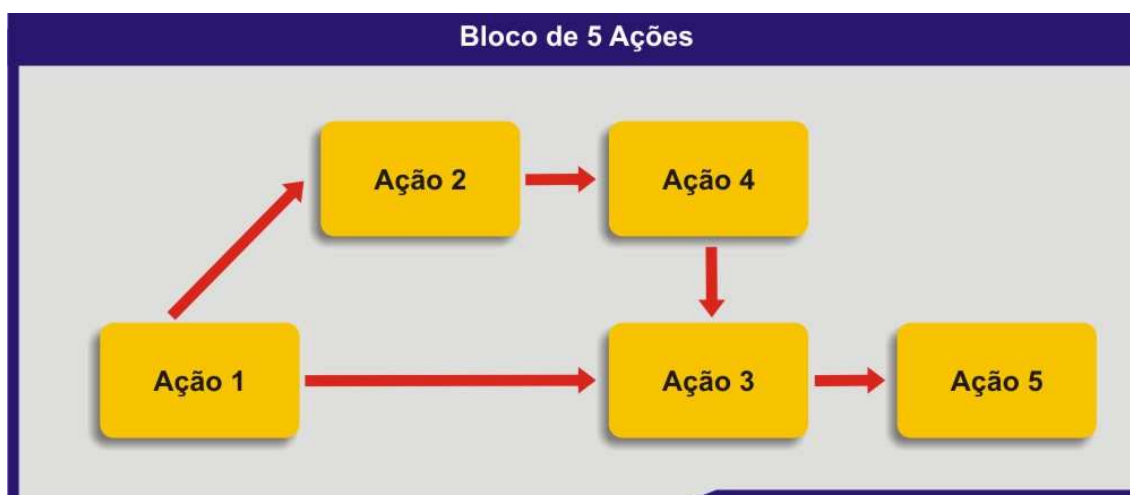 Bloco de 5 Ações
Ação 2
Ação 4
Ação 1
Ação 3
Ação 5